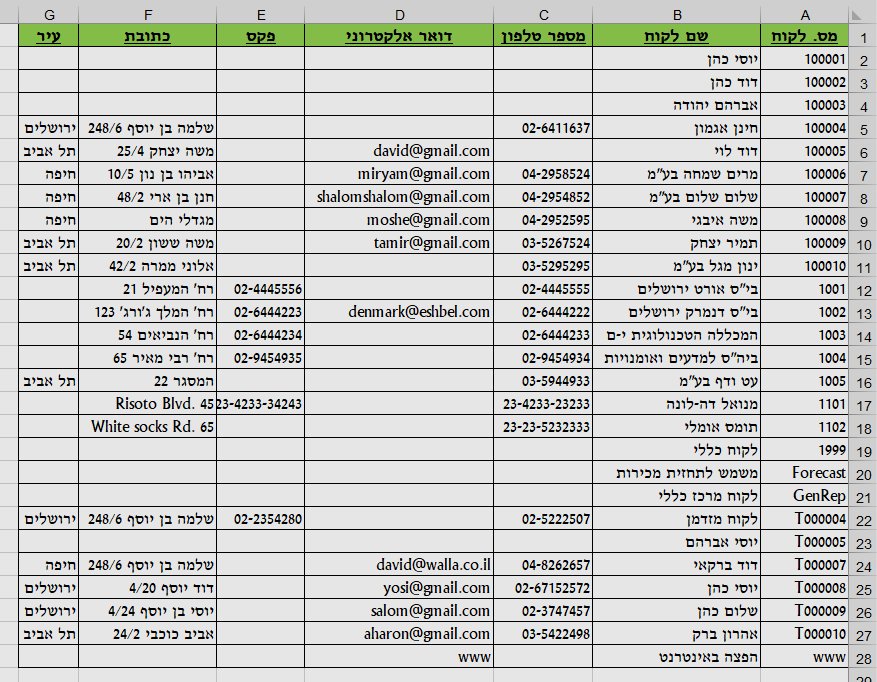 A B C D E F G
1 מס. לקוח שם לקוח מספר טלפון דואר אלקטרוני פקס כתובת עיר
2 100001 יוסי כהן
3 100002 דוד כהן
4 100003 אברהם יהודה
5 100004 חינן אגמון 02-6411637 שלמה בן יוסף 248/6 ירושלים
6 100005 דוד לוי david@gmail.com משה יצחק 25/4 תל אביב
7 100006 מרים שמחה בע"מ 04-2958524 miryam@gmail.com אביהו בן נון 10/5 חיפה
8 100007 שלום שלום בע"מ 04-2954852 shalomshalom@gmail.com חנן בן ארי 48/2 חיפה
9 100008 משה איבגי 04-2952595 moshe@gmail.com מגדלי הים חיפה
10 100009 תמיר יצחק 03-5267524 tamir@gmail.com משה ששון 20/2 תל אביב
11 100010 ינון מגל בע"מ 03-5295295 אלוני ממרה 42/2 תל אביב
12 1001 בי"ס אורט ירושלים 02-4445555 02-4445556 רח' המעפיל 21
13 1002 בי"ס דנמרק ירושלים 02-6444222 denmark@eshbel.com 02-6444223 רח' המלך ג'ורג' 123
14 1003 המכללה הטכנולוגית י-ם 02-6444233 02-6444234 רח' הנביאים 54
15 1004 ביה"ס למדעים ואומנויות 02-9454934 02-9454935 רח' רבי מאיר 65
16 1005 עט ודף בע"מ 03-5944933 המסגר 22 תל אביב
17 1101 מנואל דה-לונה 23-4233-23233 23-4233-34243 Risoto Blvd. 45
18 1102 תומס אומלי 23-23-5232333 White socks Rd. 65
19 1999 לקוח כללי
20 Forecast משמש לתחזית מכירות
21 GenRep לקוח מרכז כללי
22 T000004 לקוח מזדמן 02-5222507 02-2354280 שלמה בן יוסף 248/6 ירושלים
23 T000005 יוסי אברהם
24 T000007 דוד ברקאי 04-8262657 david@walla.co.il שלמה בן יוסף 248/6 חיפה
25 T000008 יוסי כהן 02-67152572 yosi@gmail.com דוד יוסף 4/20 ירושלים
26 T000009 שלום כהן 02-3747457 salom@gmail.com יוסי בן יוסף 4/24 ירושלים
27 T000010 אהרון ברק 03-5422498 aharon@gmail.com אביב כוכבי 24/2 תל אביב
28 www הפצה באינטרנט www